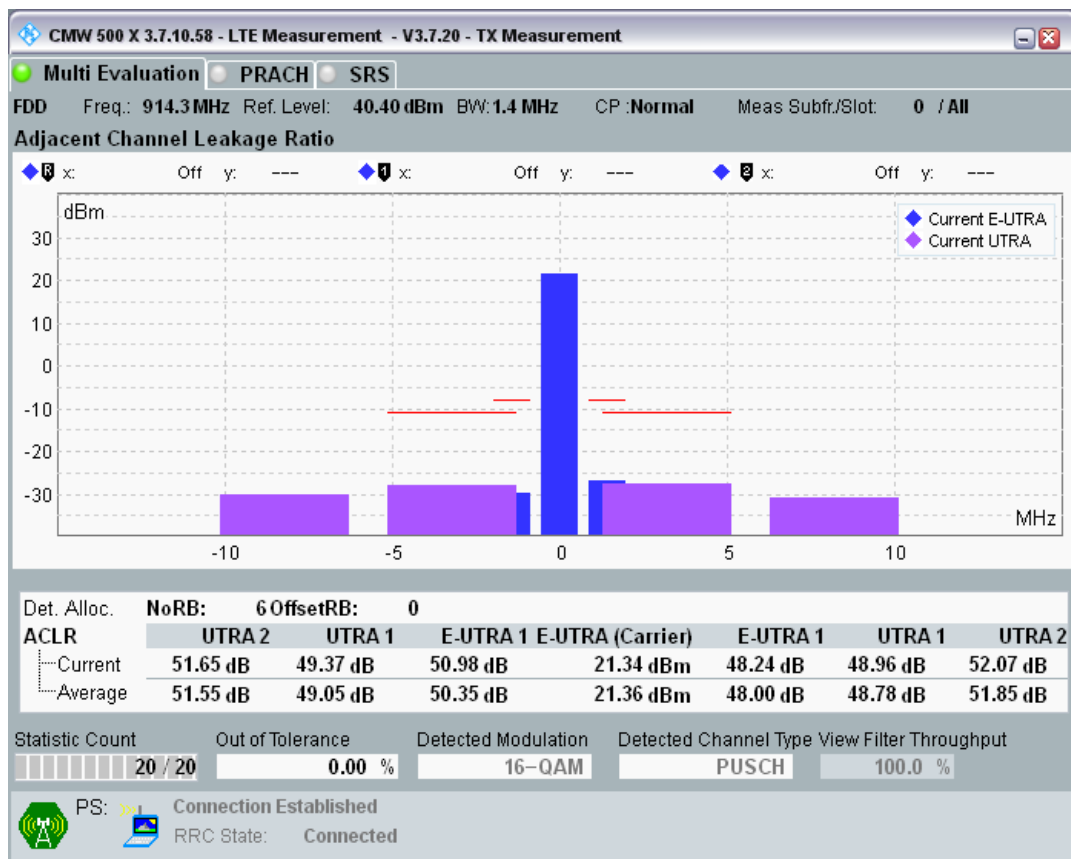 CMW 500 X 3.7.10.58 - LTE Measurement - V3.7.20 - TX Measurement
Multi Evaluation PRACH SRS
FDD Freq.: 914.3 MHz Ref. Level: 40.40 dBm BW: 1.4 MHz CP :Normal Meas Subfr./Slot: 0 / All
Adjacent Channel Leakage Ratio
R x: Off y: --- 1 x: Off y: --- 2 x: Off y: ---
dBm
Current E-UTRA
Current UTRA
30
20
10
0
-10
-20
-30
MHz
-10 -5 0 5 10
Det. Alloc. NoRB: 6 OffsetRB: 0
ACLR UTRA 2 UTRA 1 E-UTRA 1 E-UTRA (Carrier) E-UTRA 1 UTRA 1 UTRA 2
Current 51.65 dB 49.37 dB 50.98 dB 21.34 dBm 48.24 dB 48.96 dB 52.07 dB
Average 51.55 dB 49.05 dB 50.35 dB 21.36 dBm 48.00 dB 48.78 dB 51.85 dB
Statistic Count Out of Tolerance Detected Modulation Detected Channel Type View Filter Throughput
20 / 20 0.00 % 16-QAM PUSCH 100.0 %
PS: Connection Established
RRC State: Connected